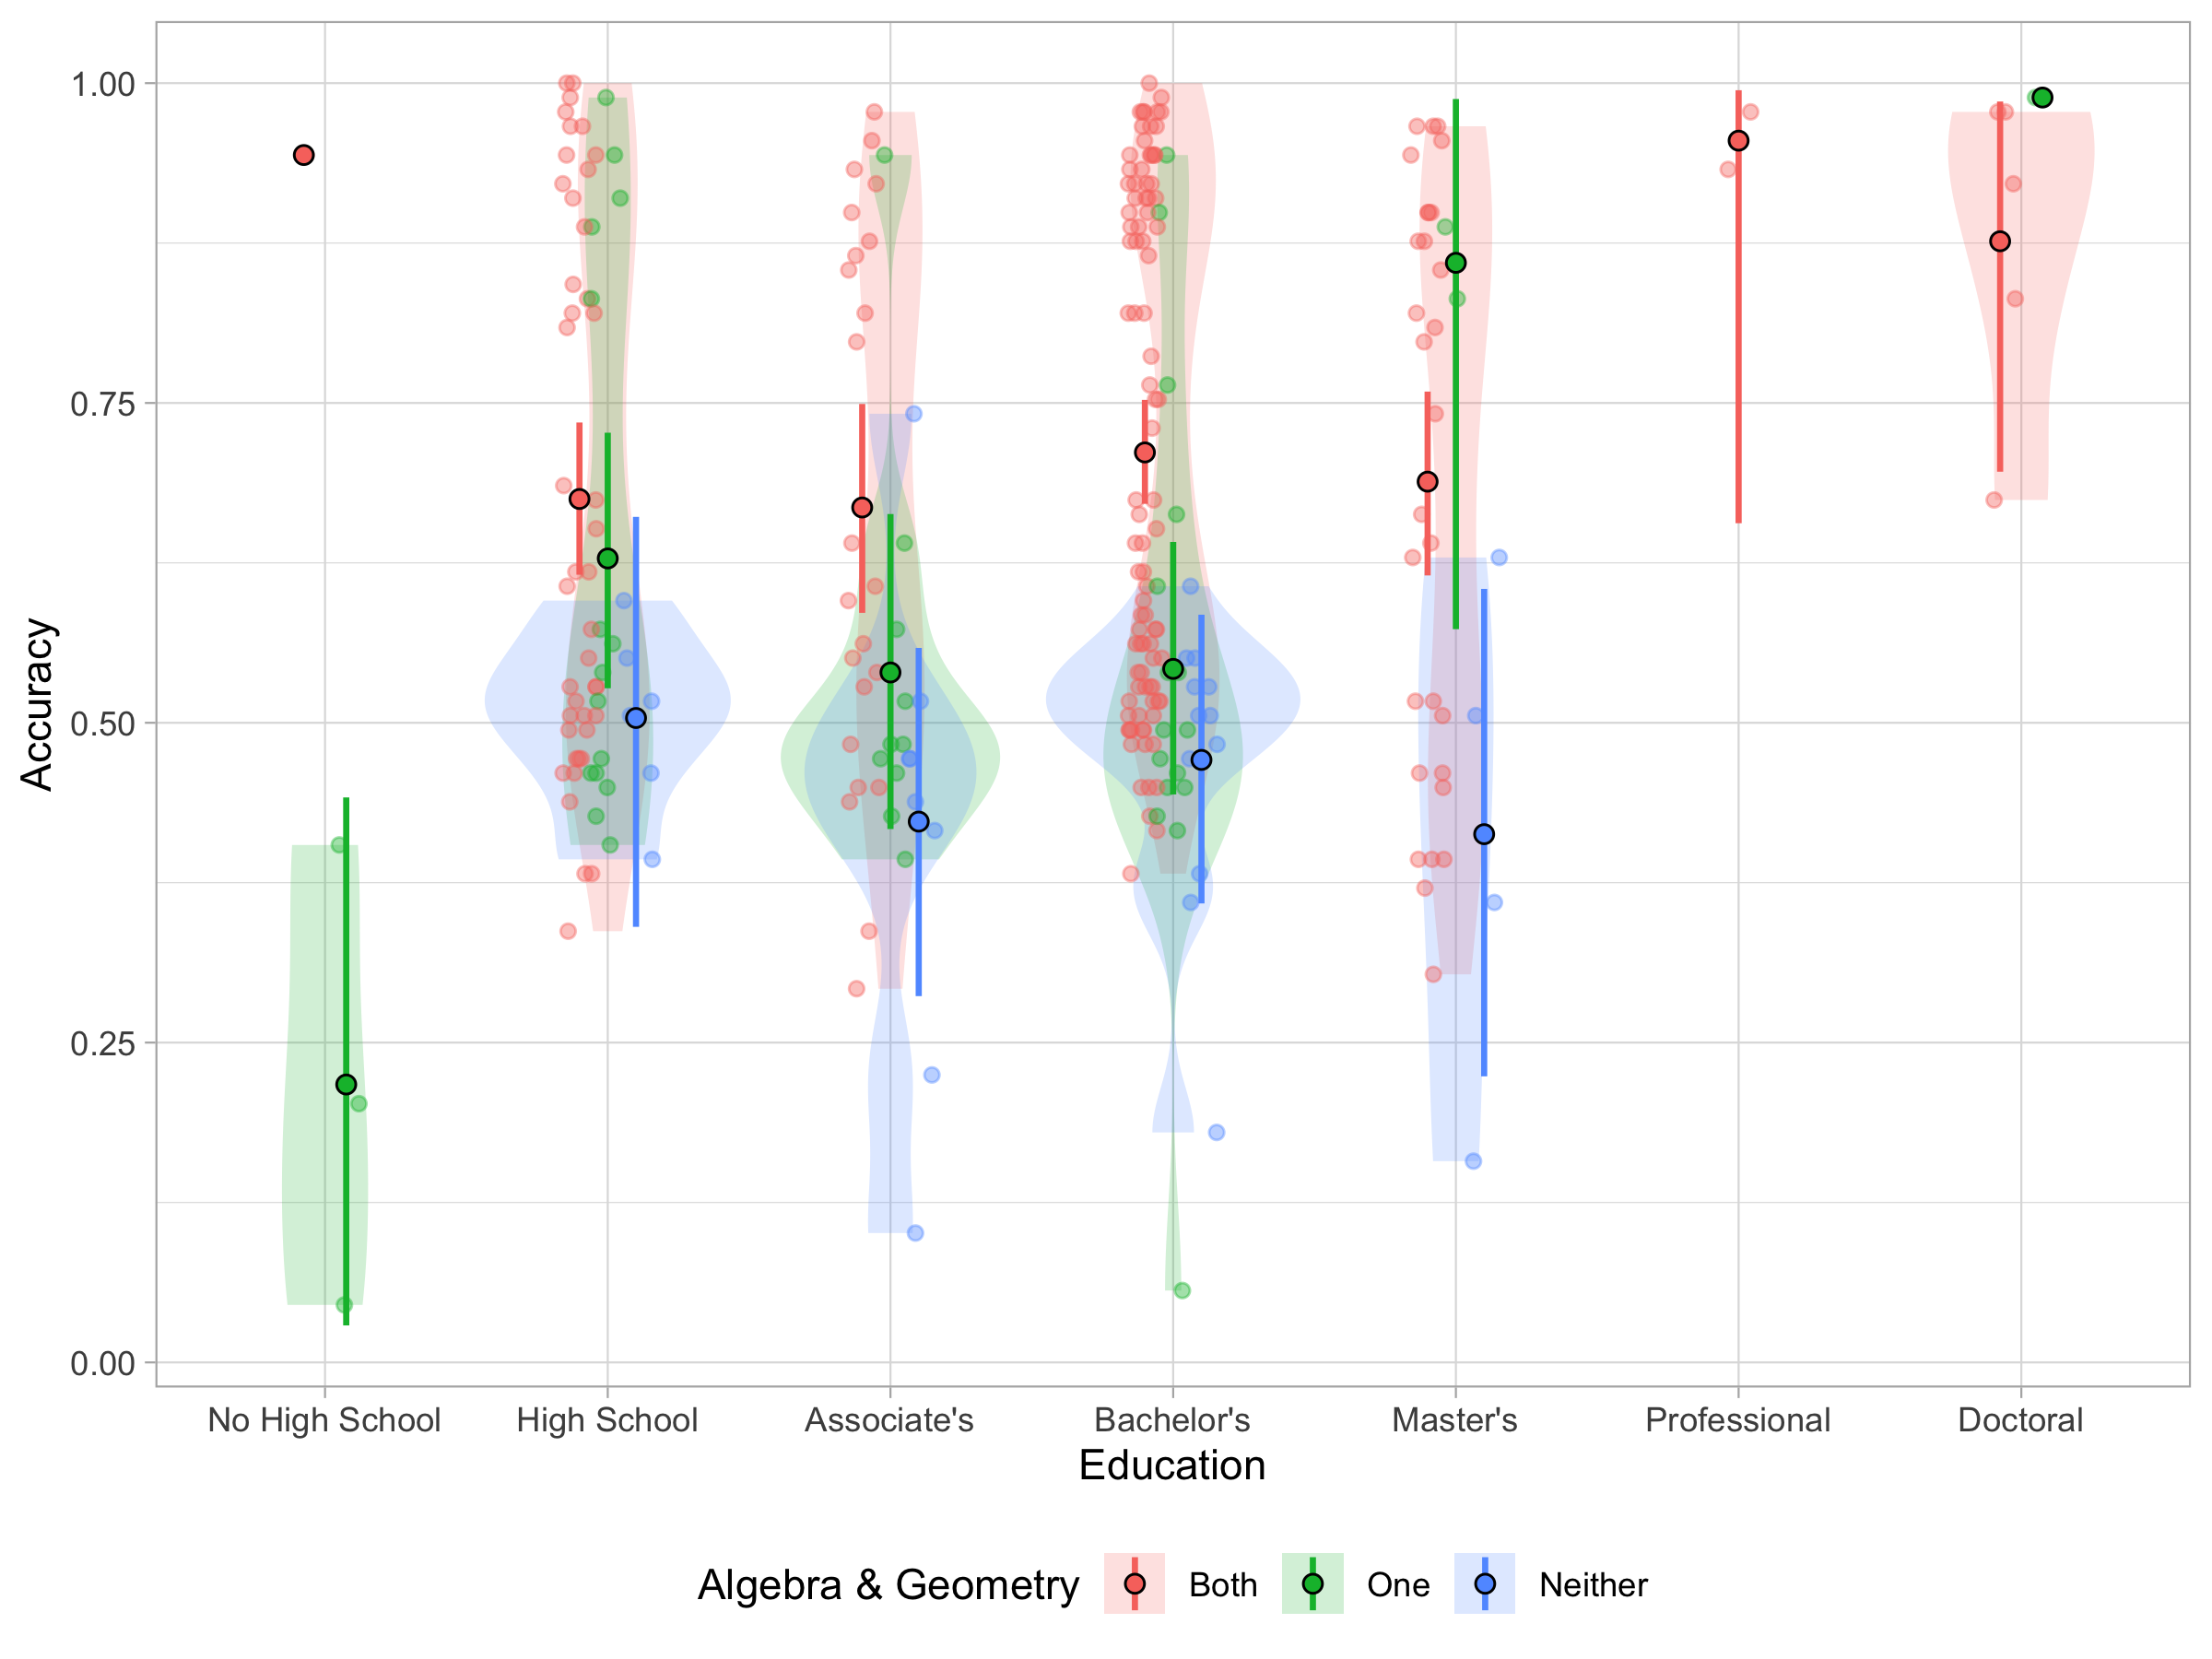 1.00
0.75
0.50
0.25
0.00
Accuracy
No High School High School Associate's Bachelor's Master's Professional Doctoral
Education
Algebra & Geometry Both One Neither